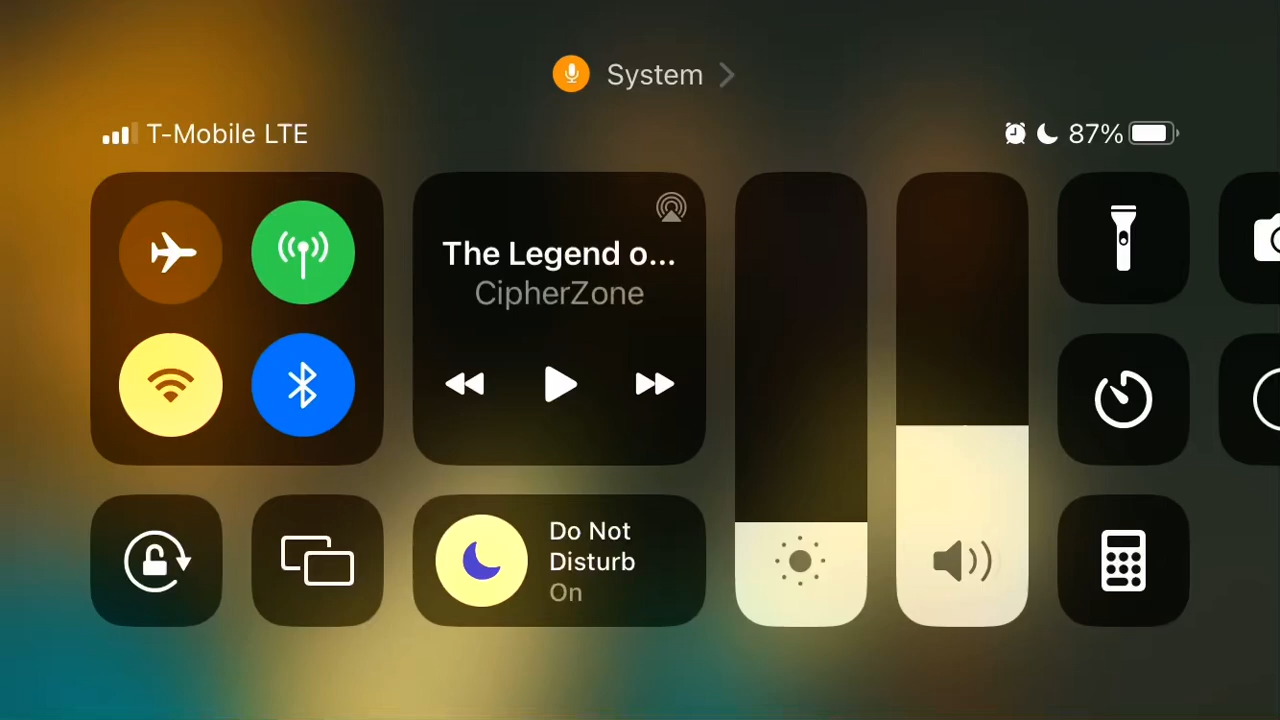 System
T-Mobile LTE
87%
The Legend o...
CipherZone
Do Not
Disturb
On